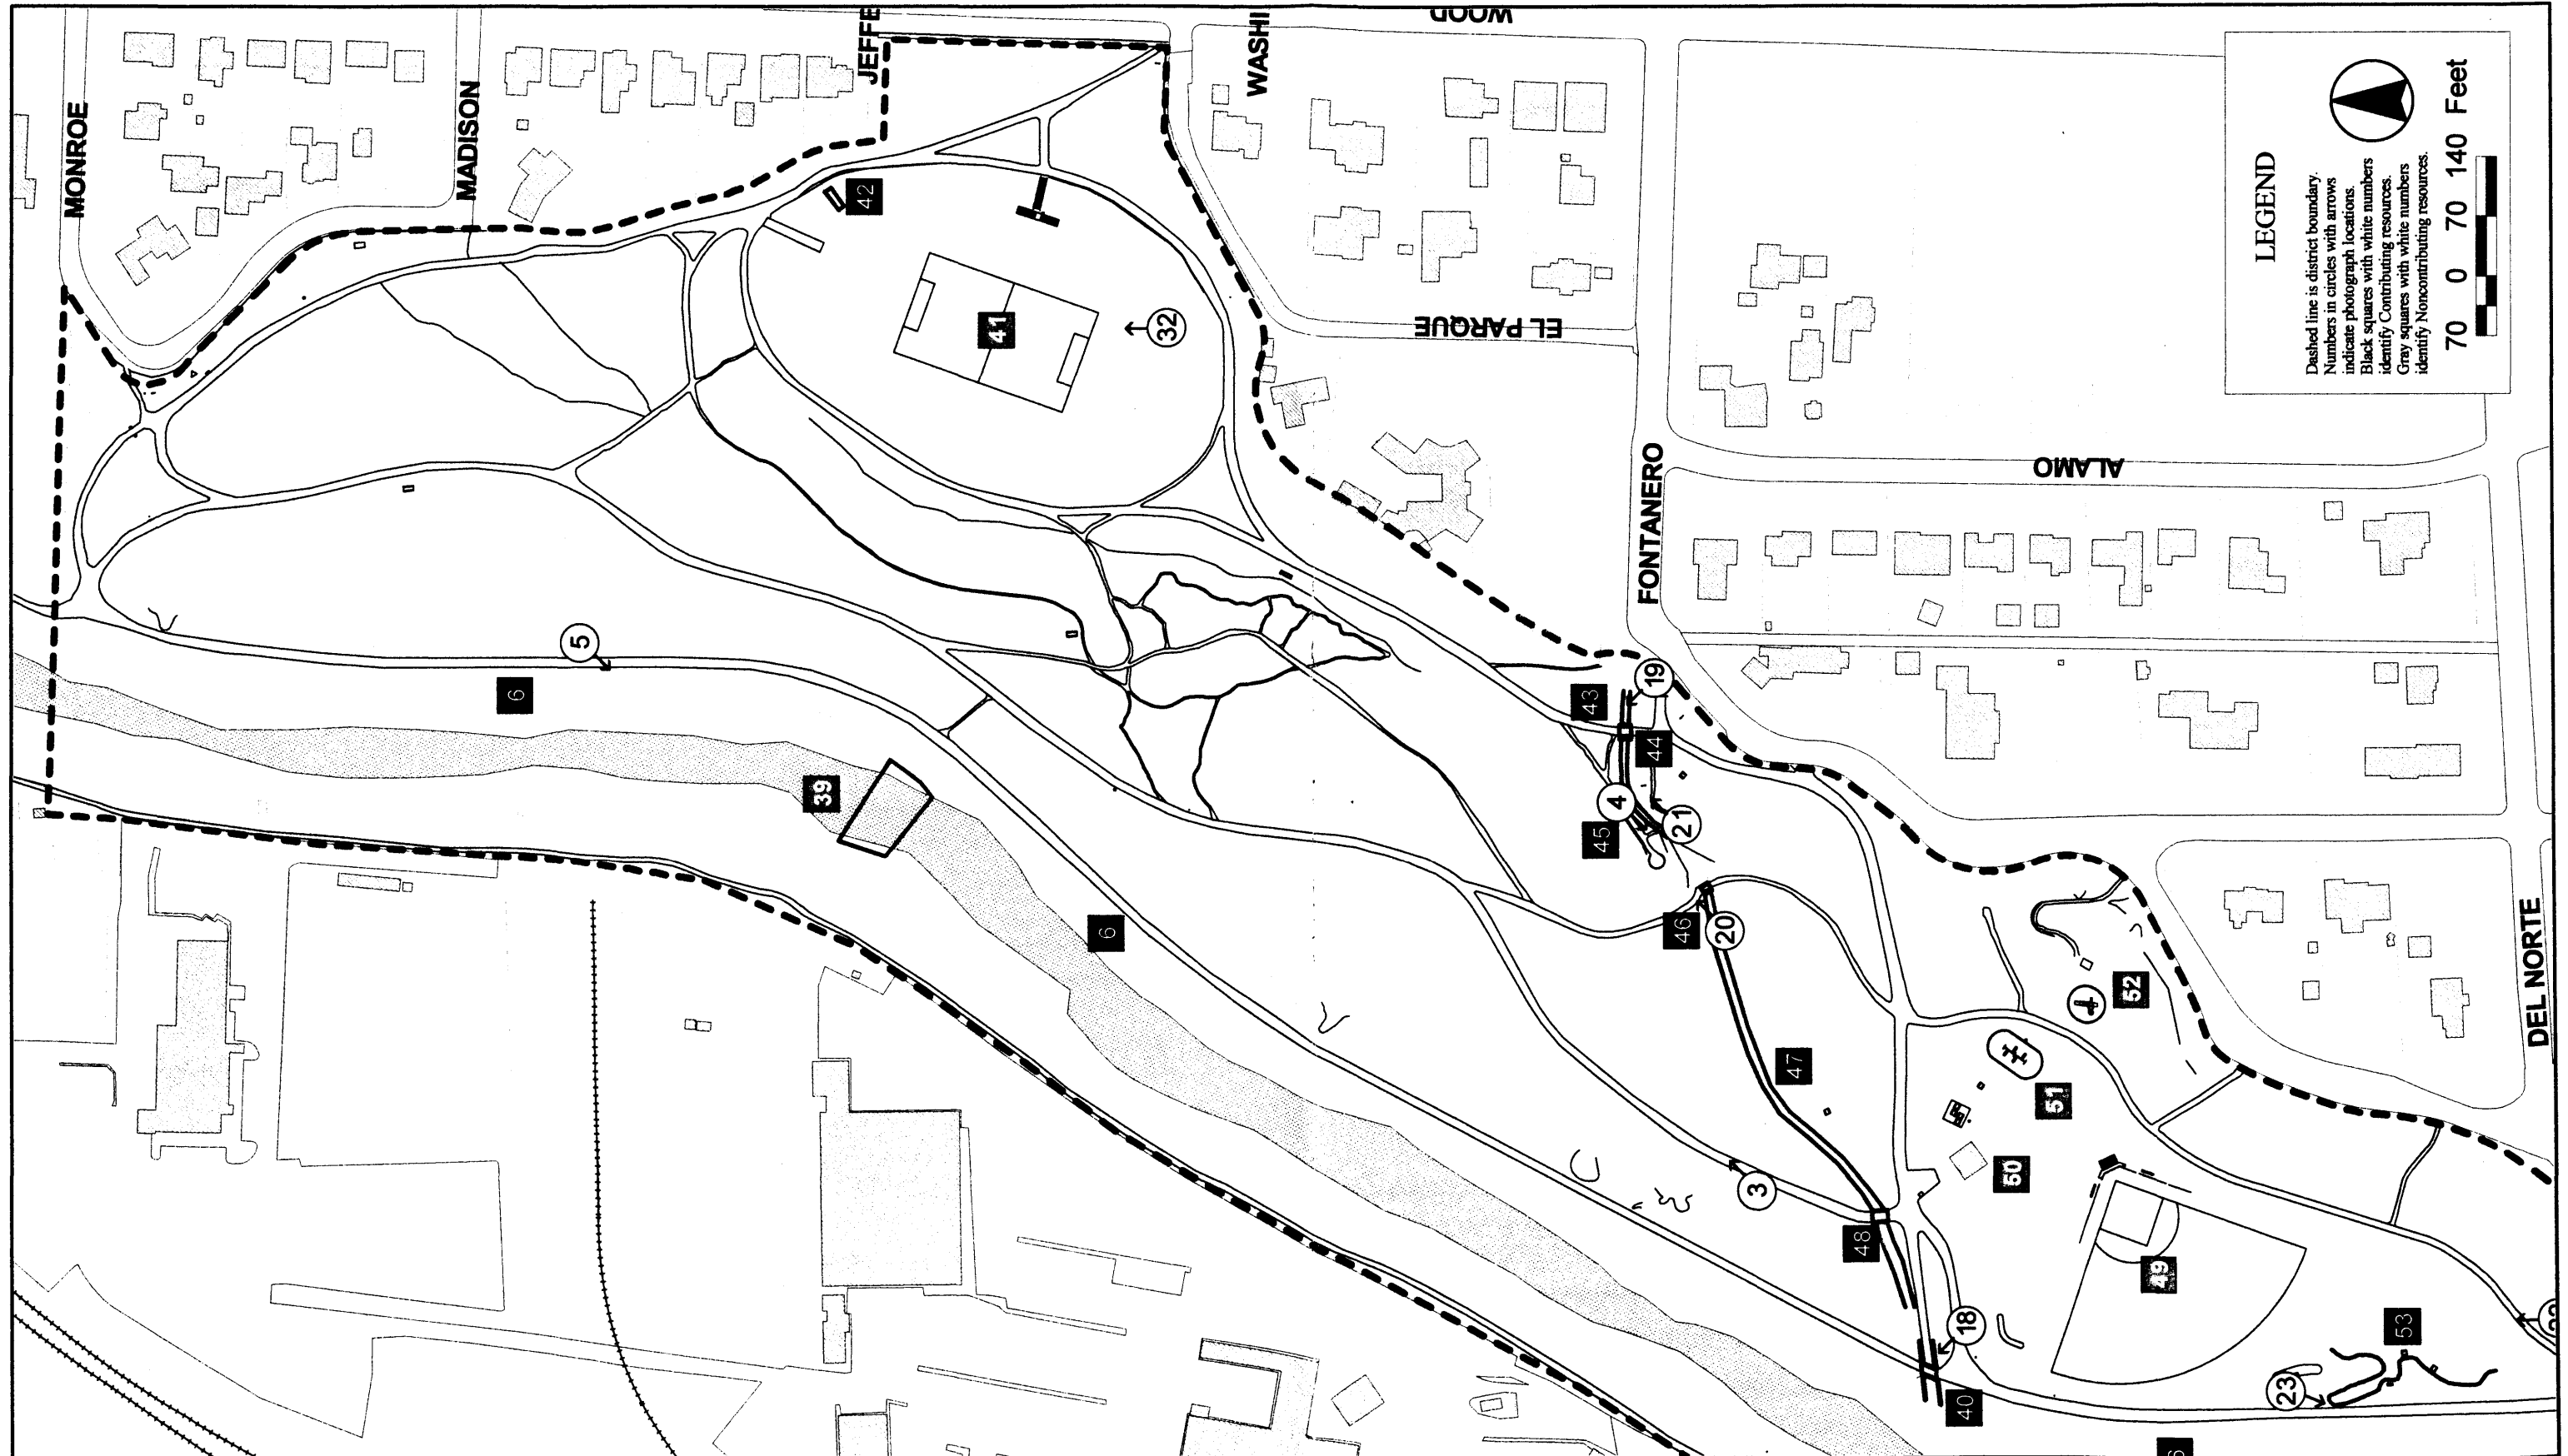 MONROE
MADISON
JEFFE
WASHI
WOOD
EL PARQUE
FONTANERO
ALAMO
DEL NORTE
LEGEND
Dashed line is district boundary.
Numbers in circles with arrows
indicate photograph locations.
Black squares with white numbers
identify Contributing resources.
Gray squares with white numbers
identify Noncontributing resources.
70 0 70 140 Feet
42
41
32
5
6
39
6
43
19
44
4
45
21
46
20
47
3
48
18
40
52
51
50
49
53
23